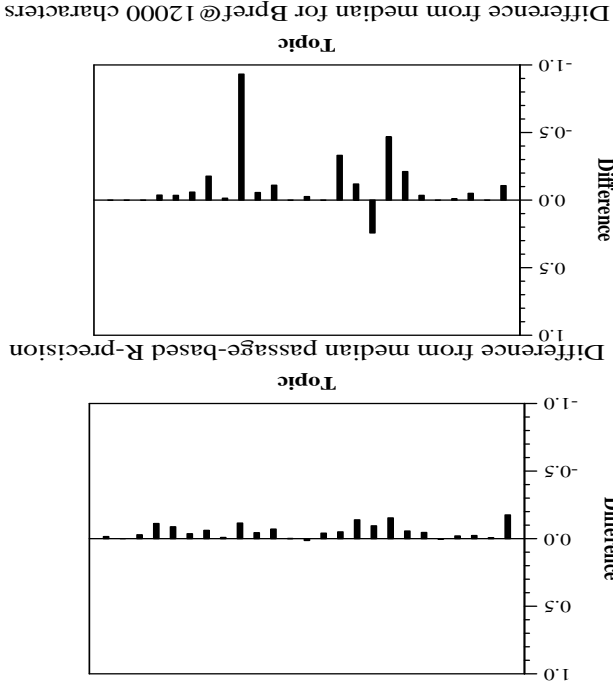 1.0
0.5
0.0
-0.5
-1.0
Difference
Topic
Difference from median passage-based R-precision
1.0
0.5
0.0
-0.5
-1.0
Difference
Topic
Difference from median for Bpref@12000 characters